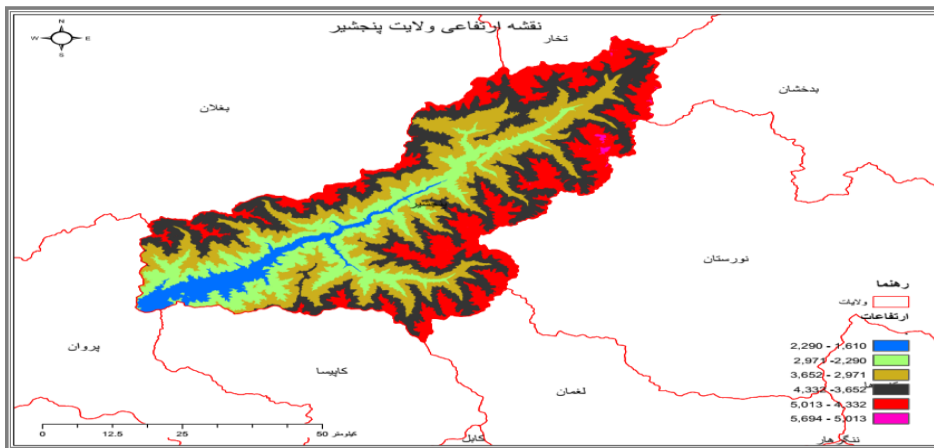 نقشه ارتفاعی ولایت پنجشیر
N
W E
S
تخار
بدخشان
بغلان
پنجشیر
نورستان
پروان
کاپیسا
لغمان
کابل
ننگرهار
رهنما
ولایات
ارتفاعات
2,290 - 1,610
2,971 - 2,290
3,652 - 2,971
4,332 - 3,652
5,013 - 4,332
5,694 - 5,013
0 12.5 25 50 کیلومتر